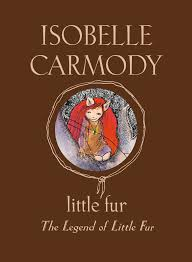 ISOBELLE
CARMODY
little fur
The Legend of Little Fur